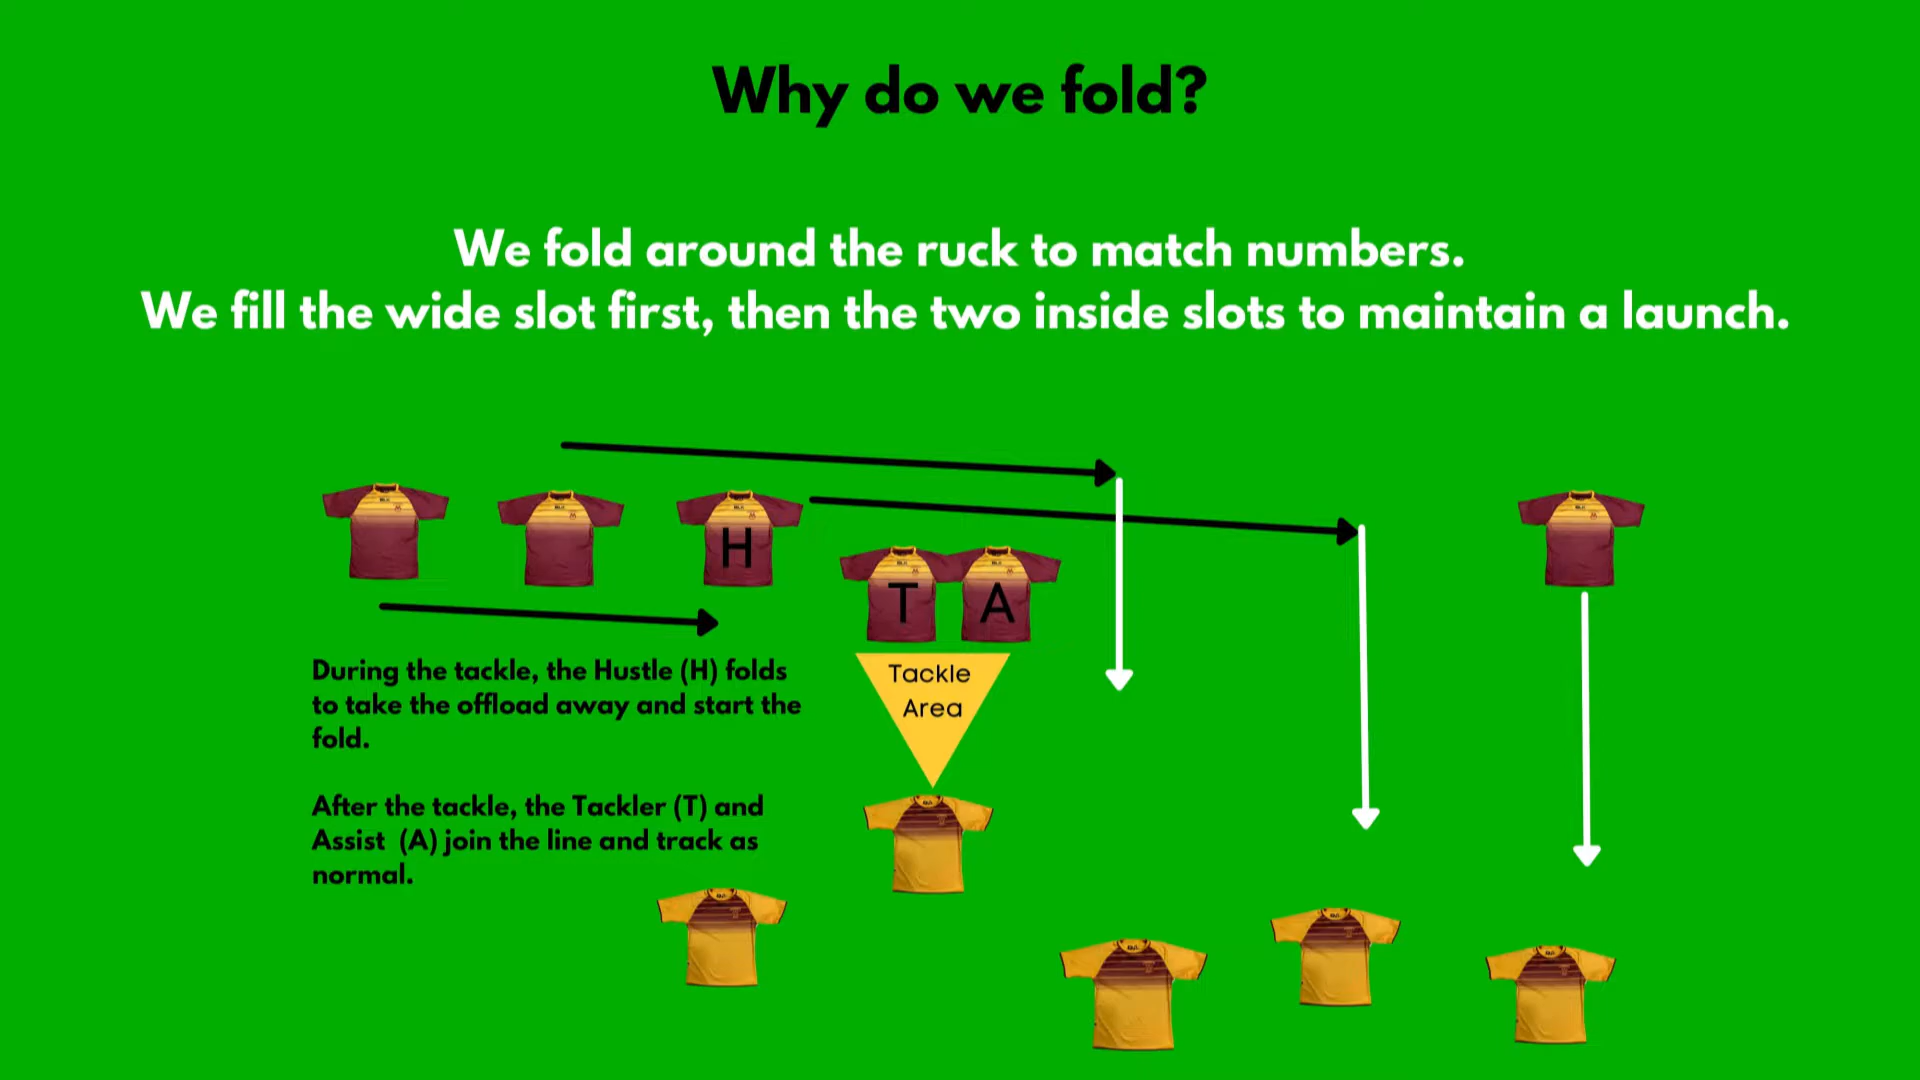 Why do we fold?
We fold around the ruck to match numbers.
We fill the wide slot first, then the two inside slots to maintain a launch.
H
T A
Tackle
Area
During the tackle, the Hustle (H) folds
to take the offload away and start the
fold.
After the tackle, the Tackler (T) and
Assist (A) join the line and track as
normal.